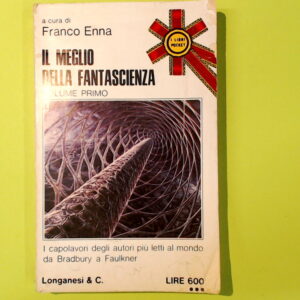 a cura di
Franco Enna
I LIBRI
POCKET
IL MEGLIO
DELLA FANTASCIENZA
VOLUME PRIMO
I capolavori degli autori più letti al mondo
da Bradbury a Faulkner
Longanesi & C.
LIRE 600